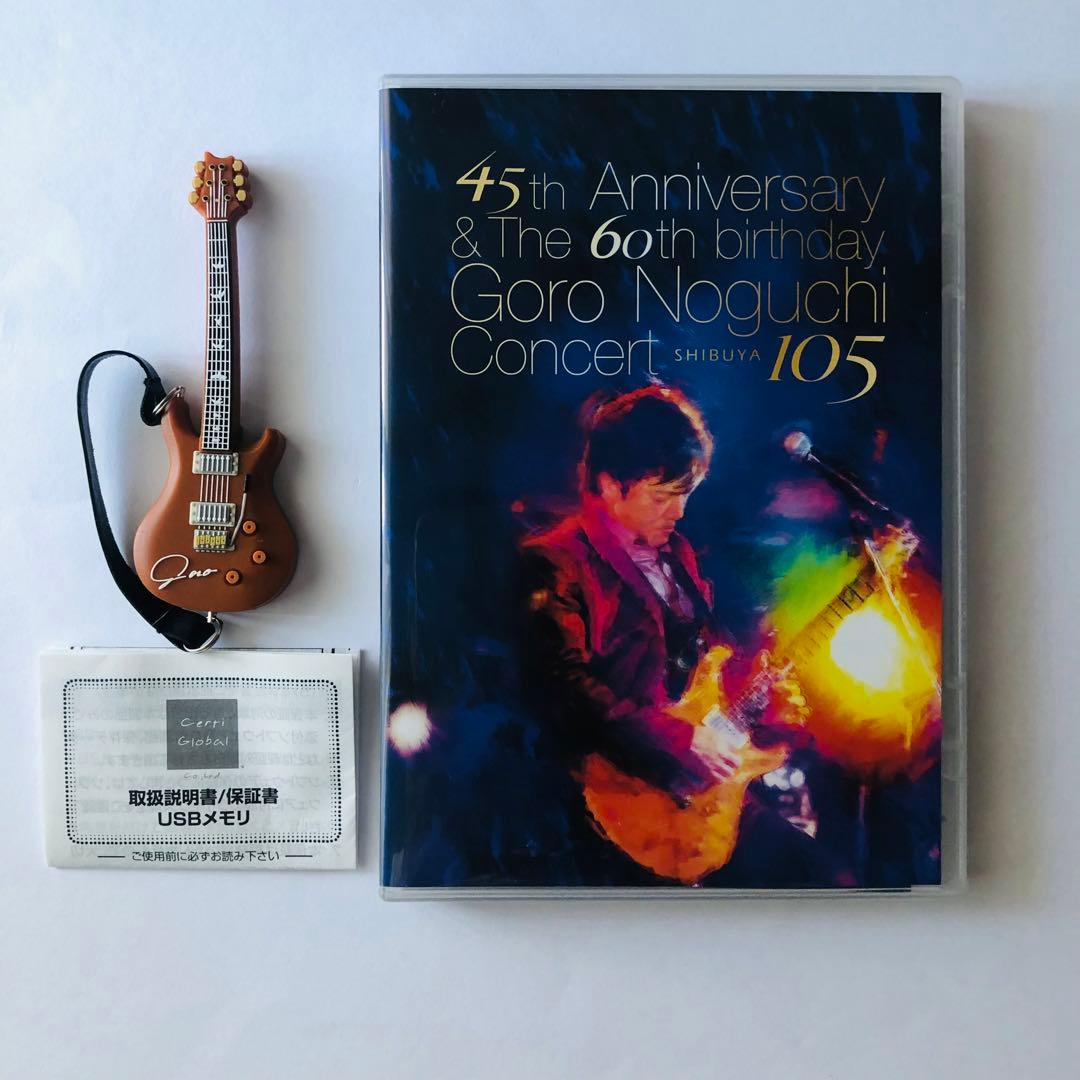 45th Anniversary
& The 60th birthday
Goro Noguchi
Concert SHIBUYA 105
Goro
Certi
Global
Co.,Ltd
取扱説明書/保証書
USBメモリ
ご使用前に必ずお読み下さい